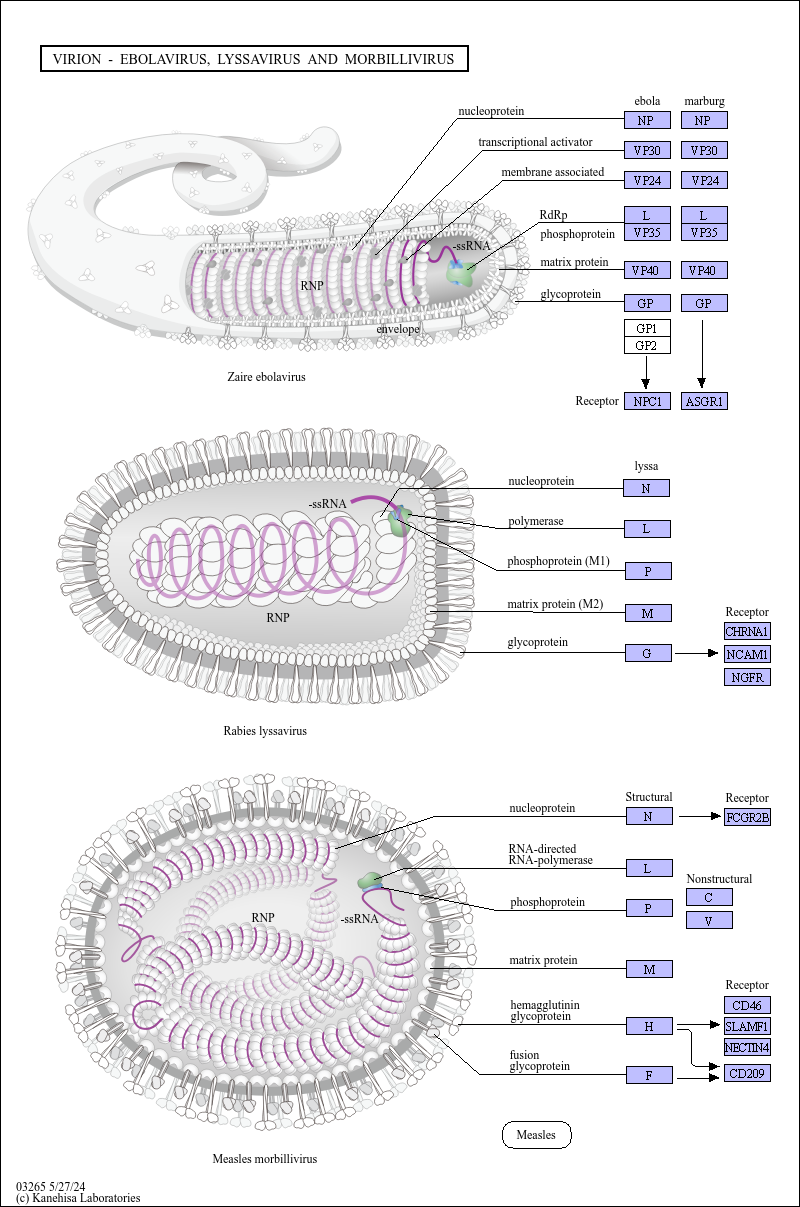 VIRION - EBOLAVIRUS, LYSSAVIRUS AND MORBILLIVIRUS
ebola marburg
nucleoprotein NP NP
transcriptional activator VP30 VP30
membrane associated VP24 VP24
RdRp L L
phosphoprotein VP35 VP35
-ssRNA
matrix protein VP40 VP40
RNP
glycoprotein GP GP
envelope GP1
GP2
Zaire ebolavirus
Receptor NPC1 ASGR1
lyssa
nucleoprotein N
-ssRNA
polymerase L
phosphoprotein (M1) P
matrix protein (M2) M
Receptor
RNP
CHRNA1
glycoprotein G NCAM1
NGFR
Rabies lyssavirus
Structural Receptor
nucleoprotein N FCGR2B
RNA-directed
RNA-polymerase L
Nonstructural
phosphoprotein P C
V
RNP -ssRNA
matrix protein M
Receptor
hemagglutinin CD46
glycoprotein H SLAMF1
NECTIN4
fusion
glycoprotein F CD209
Measles
Measles morbillivirus
03265 5/27/24
(c) Kanehisa Laboratories